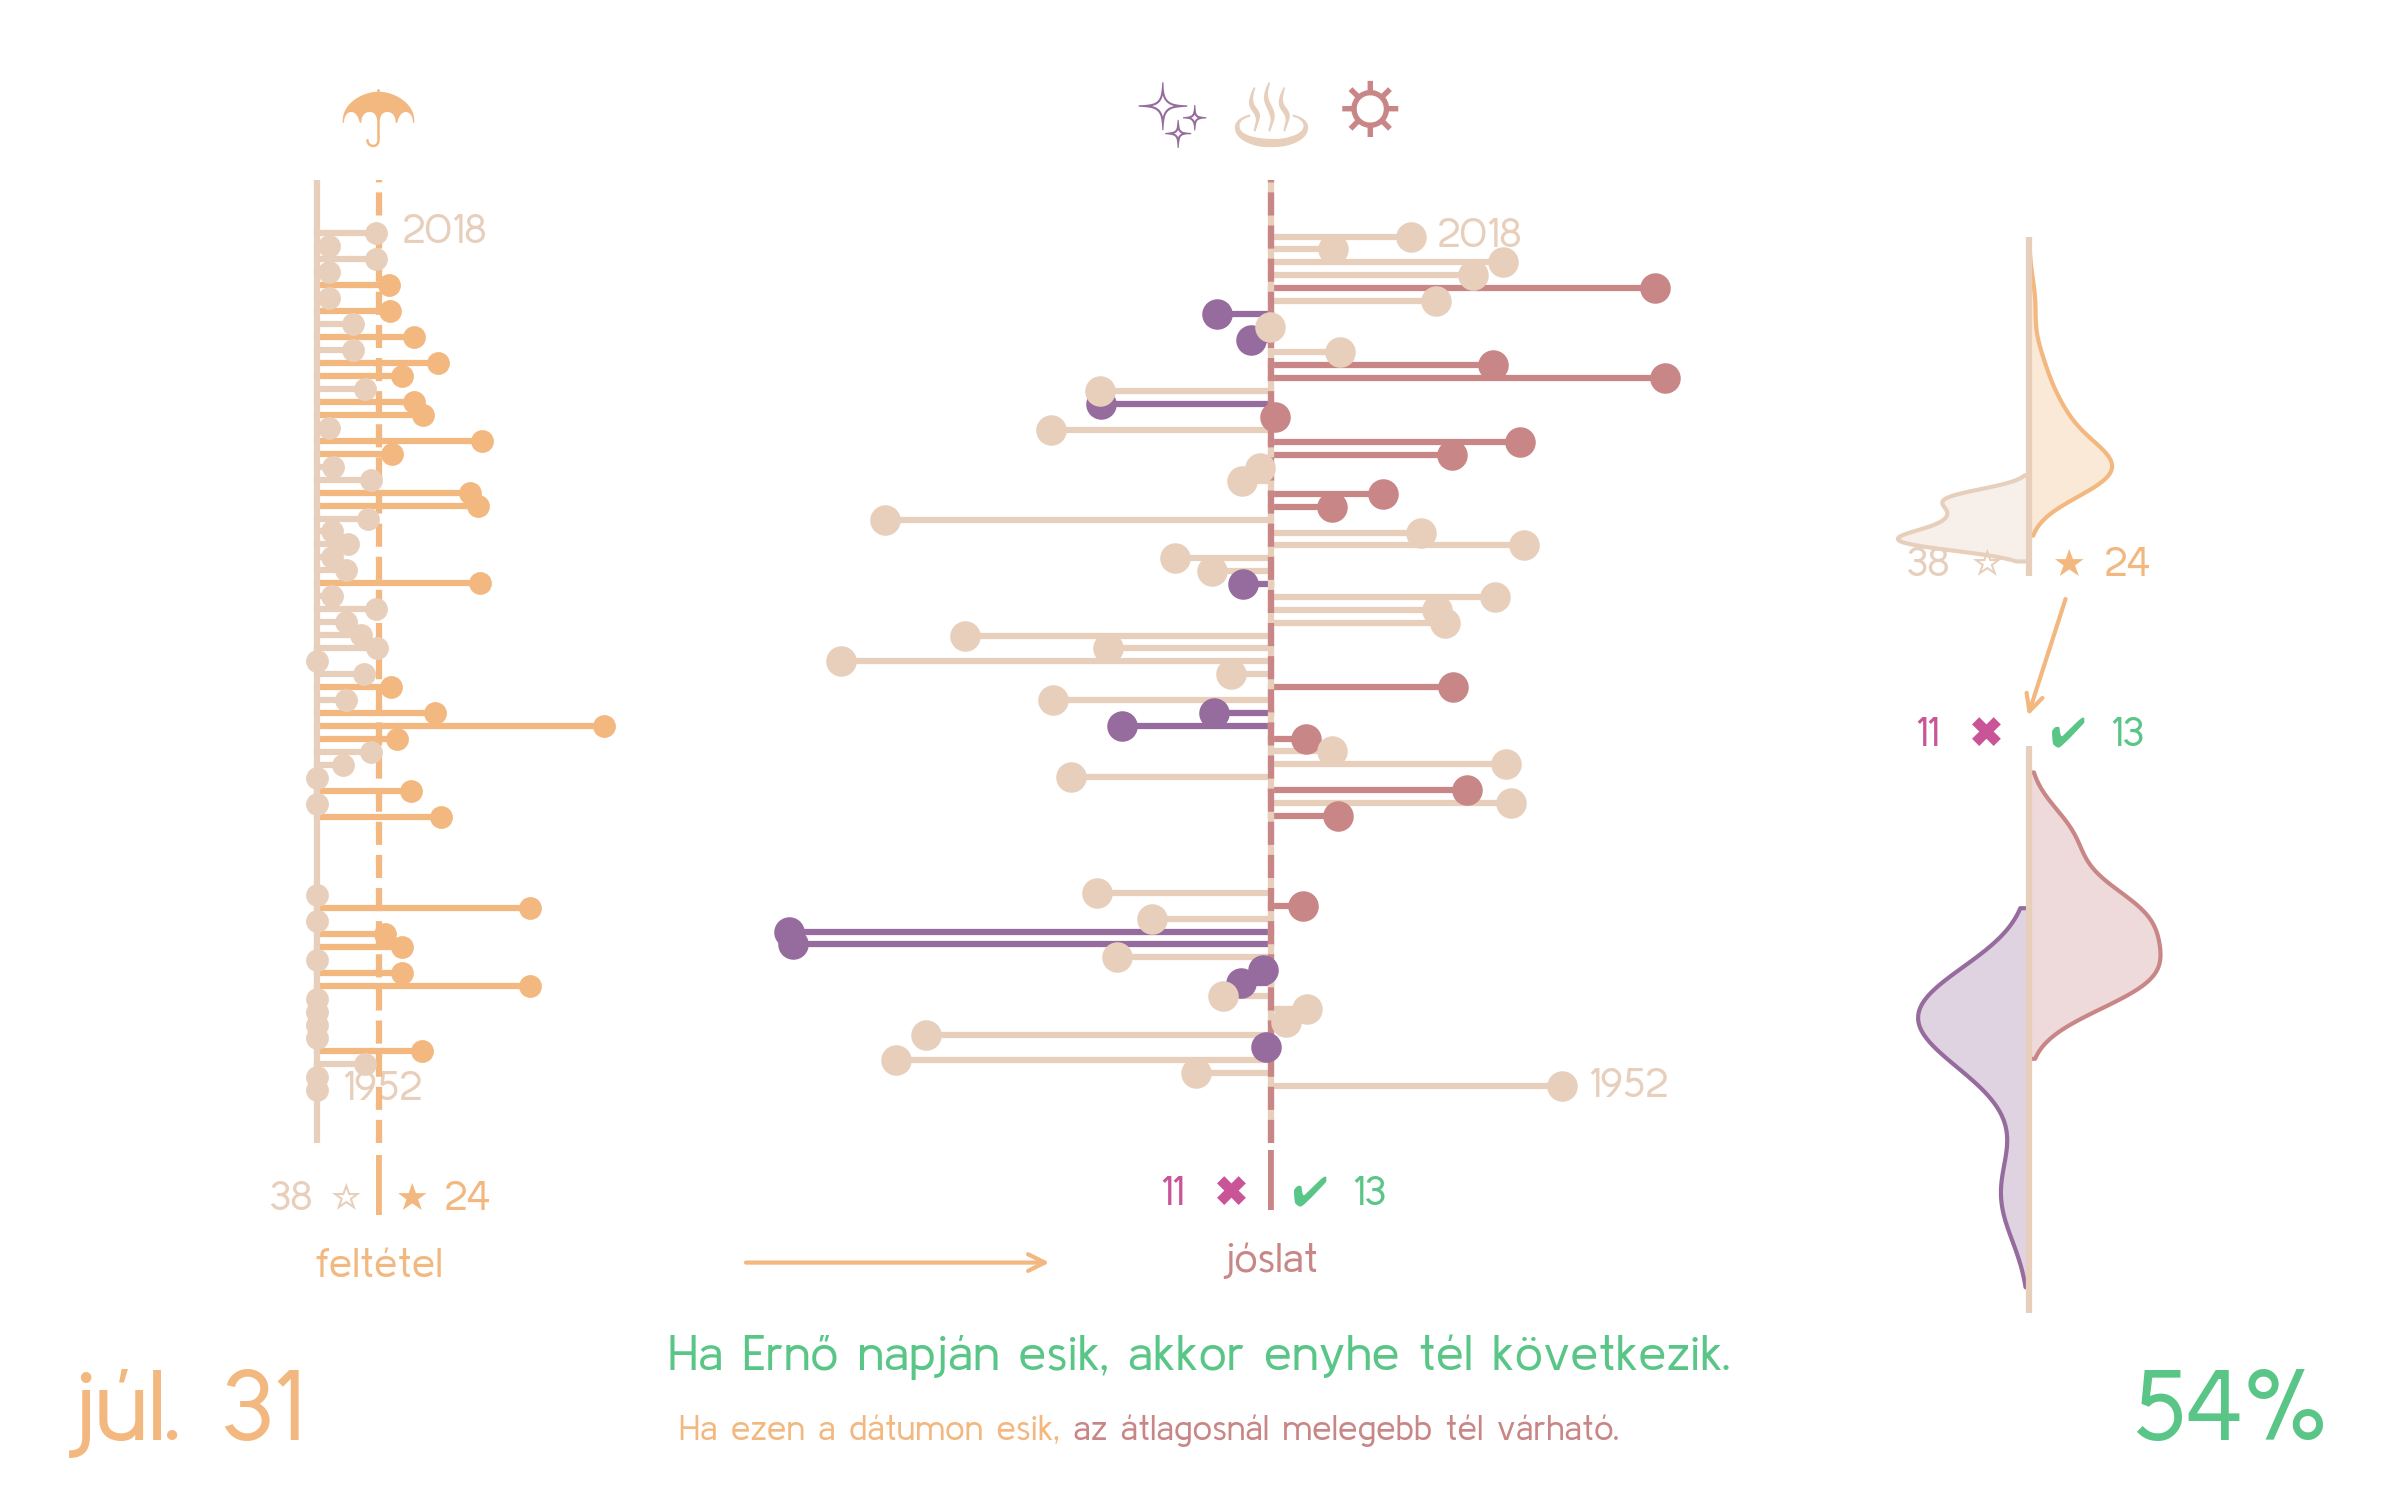 2018
2018
38 24
11 13
1952
1952
38 24
11 13
feltétel
jóslat
Ha Ernő napján esik, akkor enyhe tél következik.
júl. 31
54%
Ha ezen a dátumon esik, az átlagosnál melegebb tél várható.